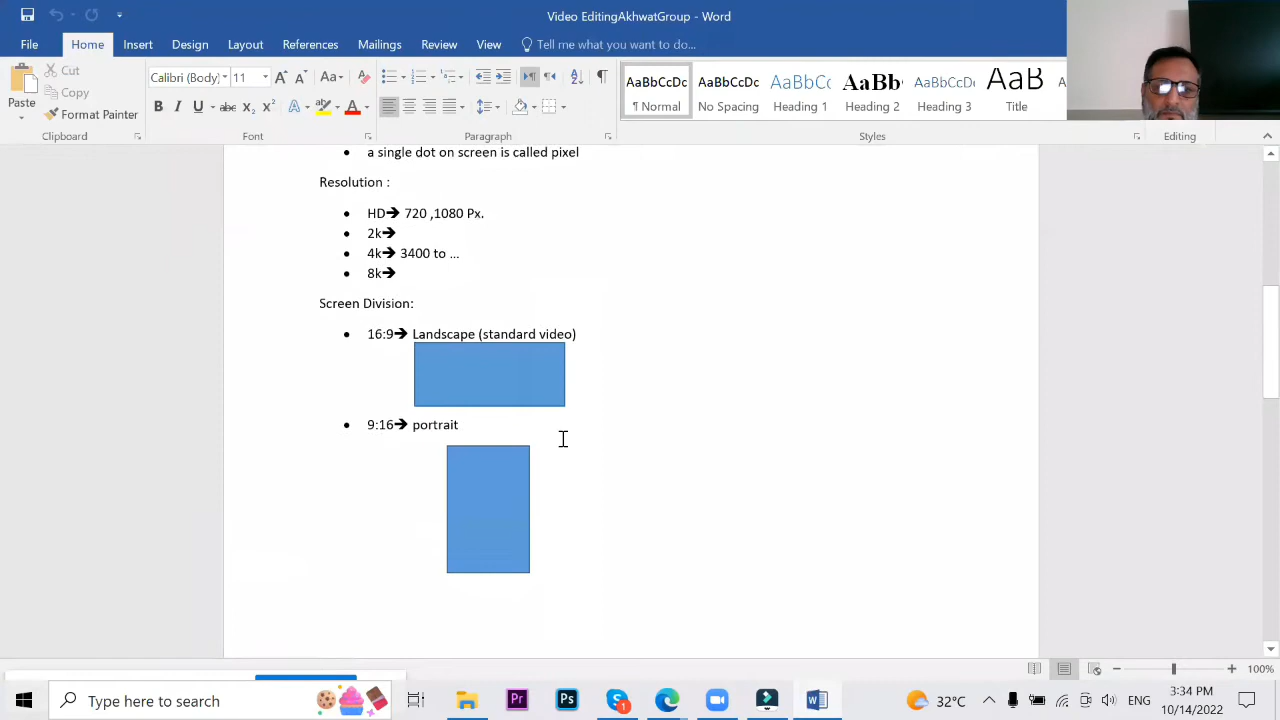 Video EditingAkhwatGroup - Word
File Home Insert Design Layout References Mailings Review View Tell me what you want to do...
Paste Cut Copy Format Painter
Calibri (Body) 11
AaBbCcDc AaBbCcDc AaBbCc AaBb AaBbCcDc AaB
¶ Normal No Spacing Heading 1 Heading 2 Heading 3 Title
Clipboard Font Paragraph Styles Editing
• a single dot on screen is called pixel
Resolution :
• HD➔ 720 ,1080 Px.
• 2k➔
• 4k➔ 3400 to ...
• 8k➔
Screen Division:
• 16:9➔ Landscape (standard video)
• 9:16➔ portrait
100%
Type here to search
Pr Ps 1
32°C
ENG
3:34 PM
10/14/2022